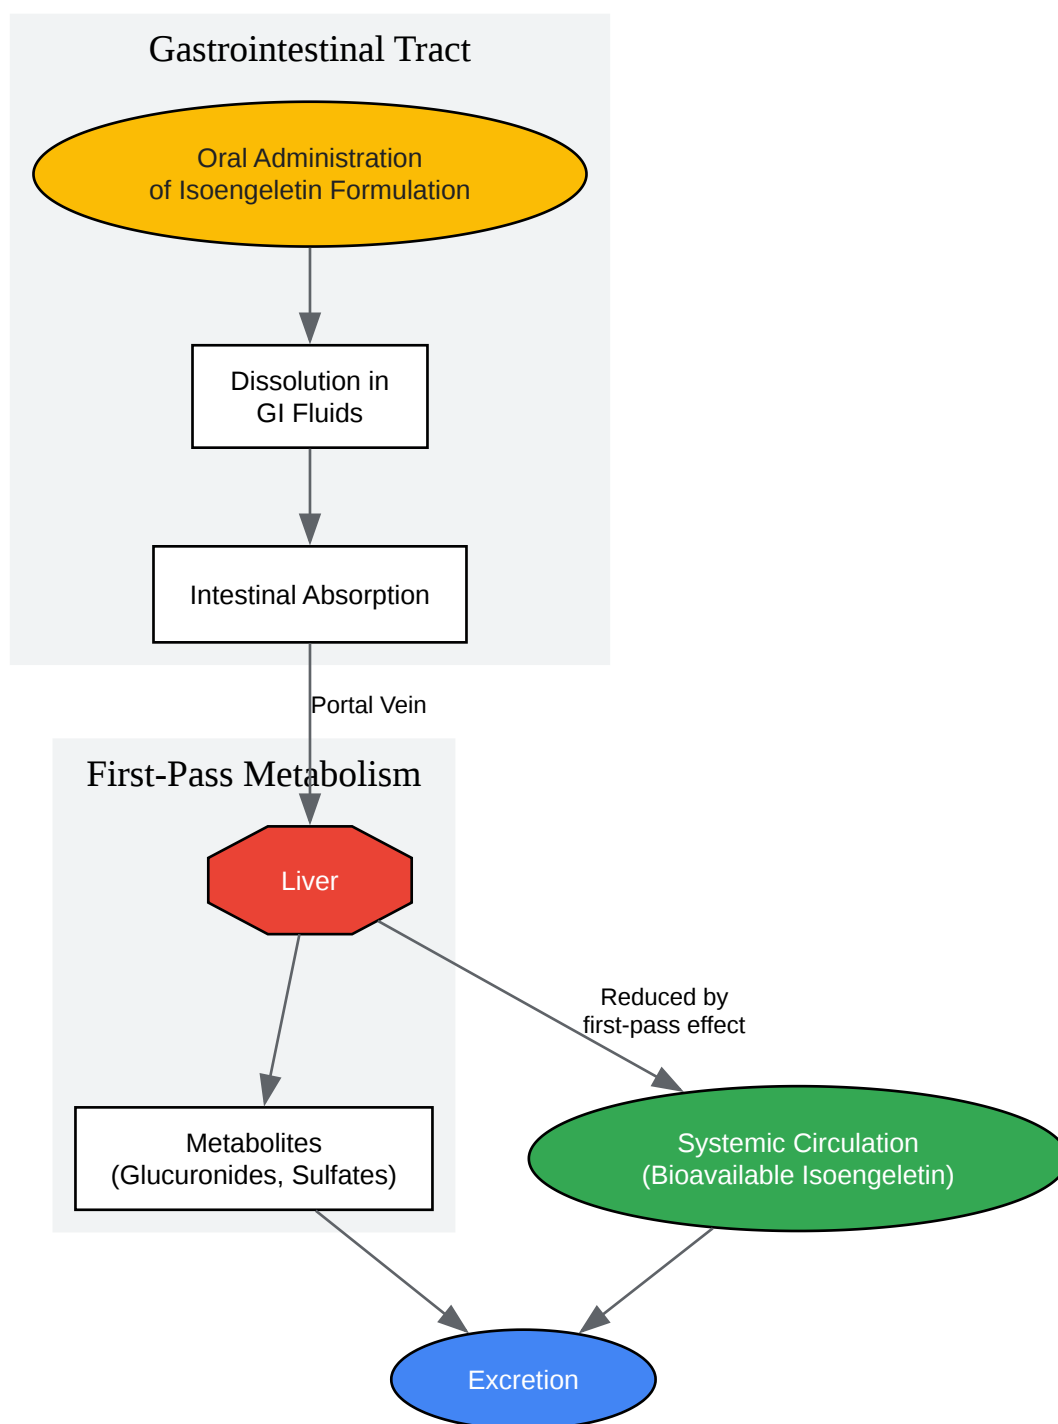 Gastrointestinal Tract
Oral Administration
of Isoengeletin Formulation
Dissolution in
GI Fluids
Intestinal Absorption
Portal Vein
First-Pass Metabolism
Liver
Reduced by
first-pass effect
Metabolites
(Glucuronides, Sulfates)
Systemic Circulation
(Bioavailable Isoengeletin)
Excretion